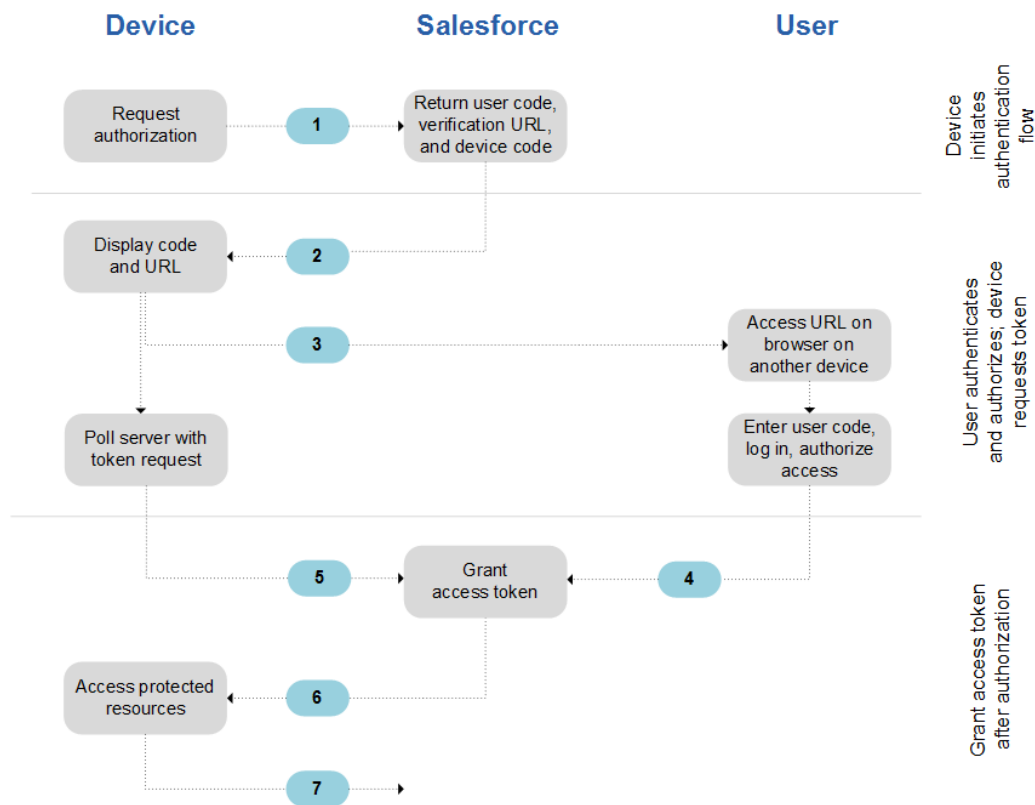 Device
Salesforce
User
Request
authorization
1
Return user code,
verification URL,
and device code
Device
initiates
authentication
flow
Display code
and URL
2
3
Access URL on
browser on
another device
User authenticates
and authorizes; device
requests token
Poll server with
token request
Enter user code,
log in, authorize
access
5
Grant
access token
4
Grant access token
after authorization
Access protected
resources
6
7